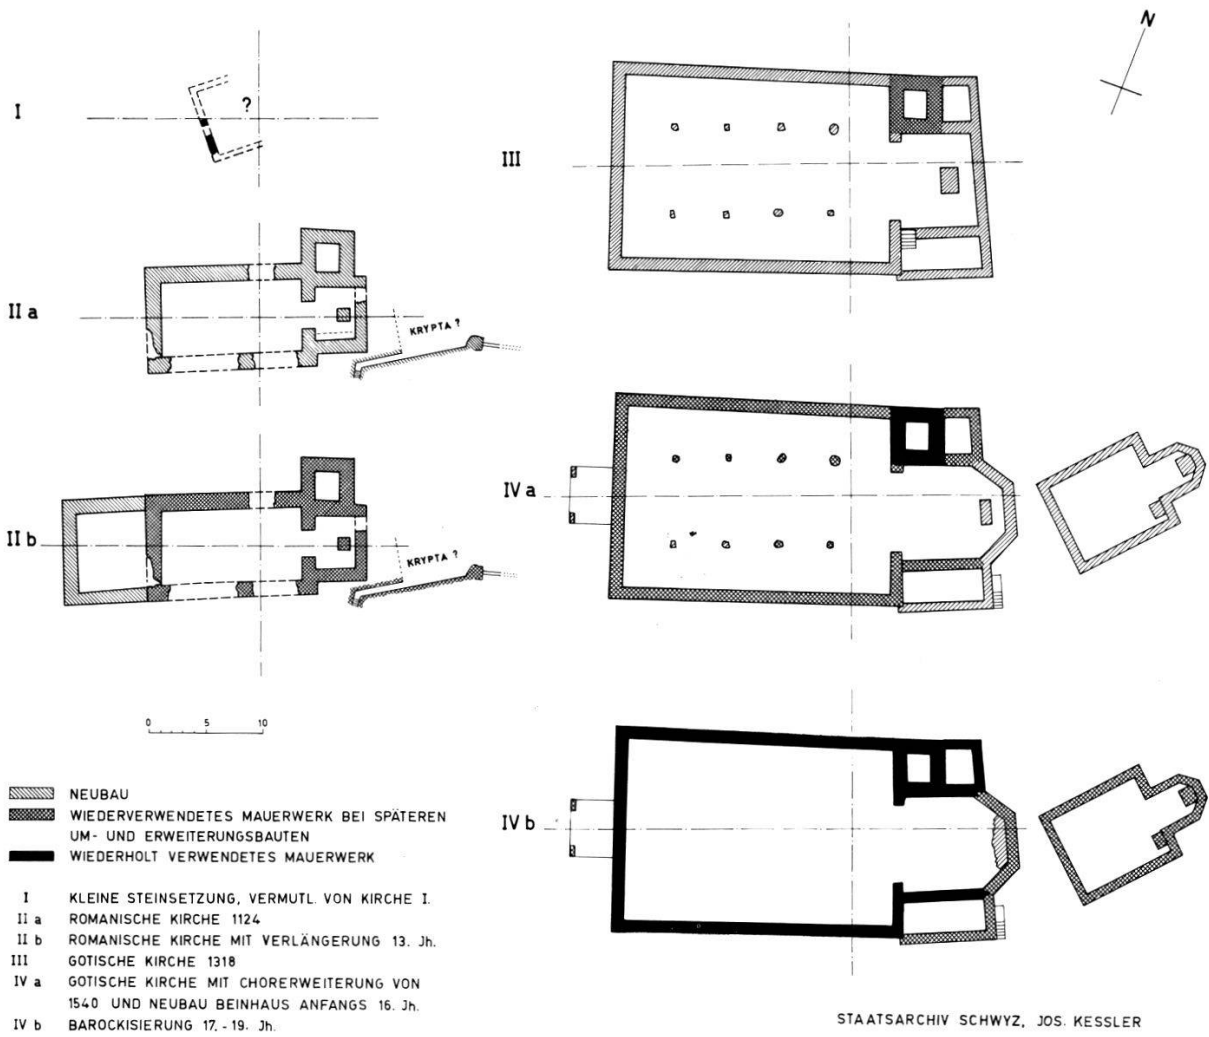 N
I
?
II a
KRYPTA ?
II b
KRYPTA ?
III
IV a
IV b
0 5 10
NEUBAU
WIEDERVERWENDETES MAUERWERK BEI SPÄTEREN
UM- UND ERWEITERUNGSBAUTEN
WIEDERHOLT VERWENDETES MAUERWERK
I KLEINE STEINSETZUNG, VERMUTL. VON KIRCHE I.
II a ROMANISCHE KIRCHE 1124
II b ROMANISCHE KIRCHE MIT VERLÄNGERUNG 13. Jh.
III GOTISCHE KIRCHE 1318
IV a GOTISCHE KIRCHE MIT CHORERWEITERUNG VON
1540 UND NEUBAU BEINHAUS ANFANGS 16. Jh.
IV b BAROCKISIERUNG 17.-19. Jh.
STAATSARCHIV SCHWYZ, JOS. KESSLER